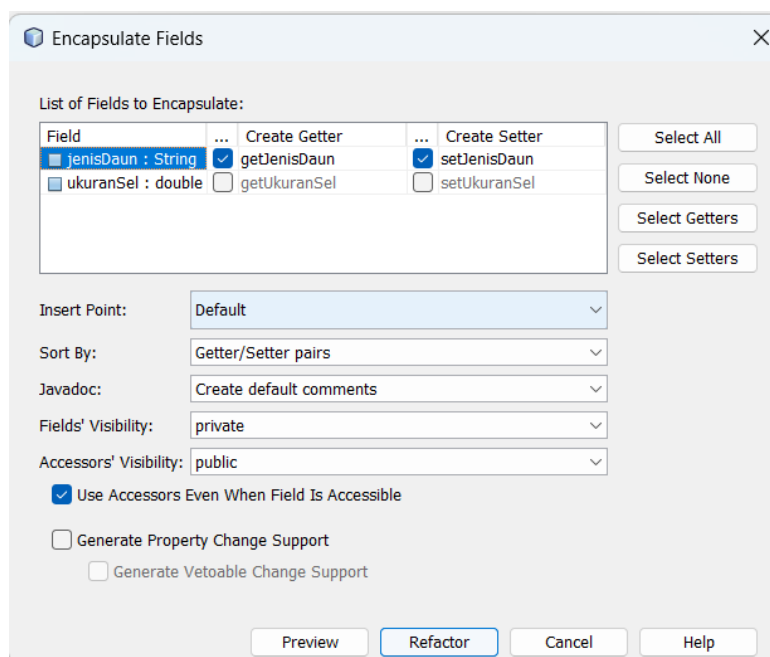 Encapsulate Fields
List of Fields to Encapsulate:
Field ... Create Getter ... Create Setter
jenisDaun : String getJenisDaun setJenisDaun
ukuranSel : double getUkuranSel setUkuranSel
Select All
Select None
Select Getters
Select Setters
Insert Point: Default
Sort By: Getter/Setter pairs
Javadoc: Create default comments
Fields' Visibility: private
Accessors' Visibility: public
Use Accessors Even When Field Is Accessible
Generate Property Change Support
Generate Vetoable Change Support
Preview Refactor Cancel Help